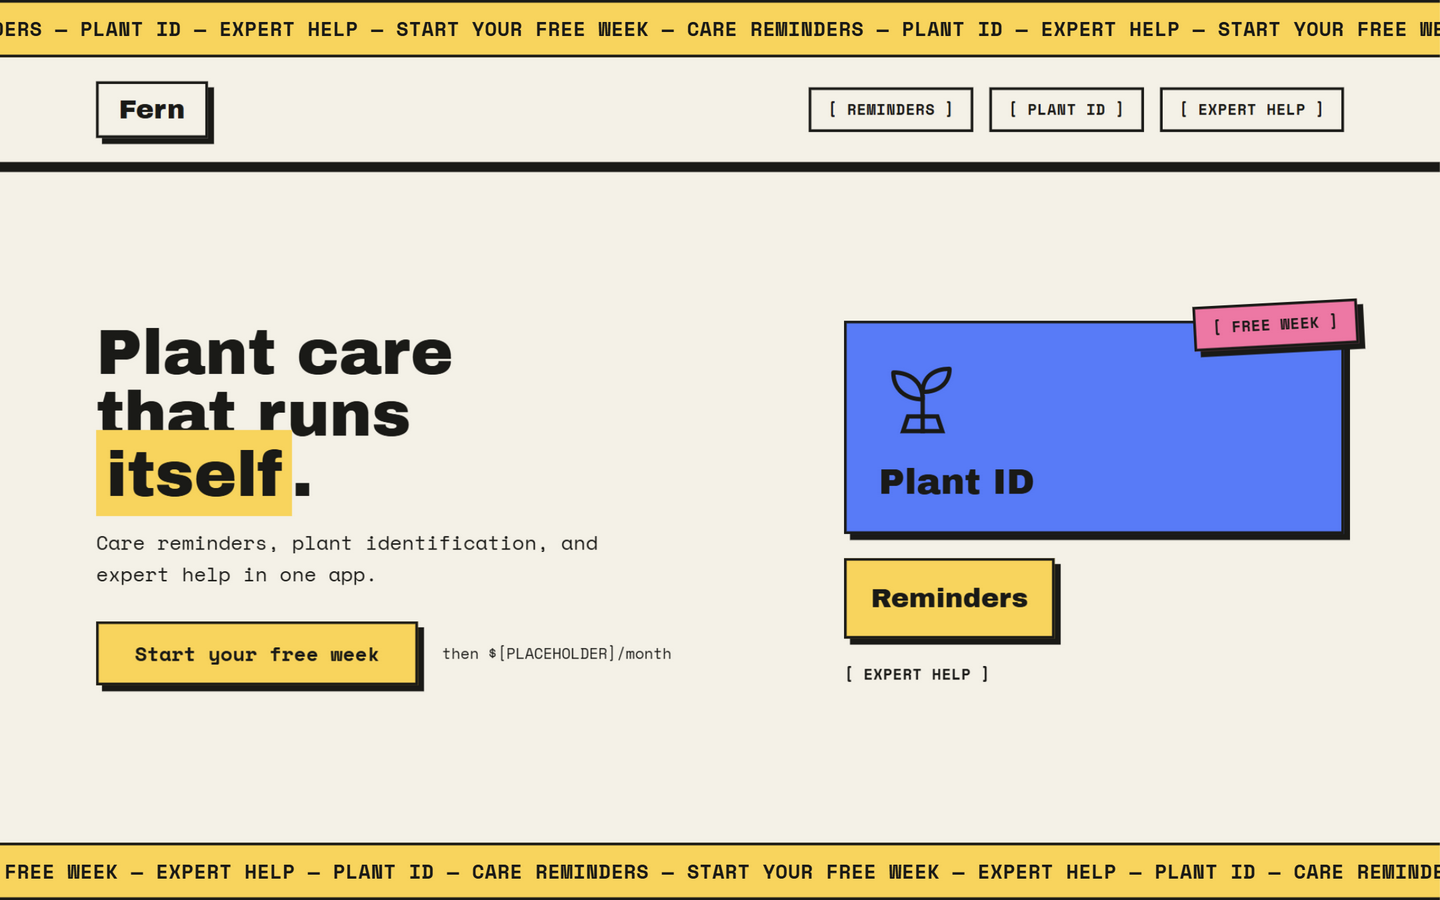 DERS — PLANT ID — EXPERT HELP — START YOUR FREE WEEK — CARE REMINDERS — PLANT ID — EXPERT HELP — START YOUR FREE WE
Fern
[ REMINDERS ] [ PLANT ID ] [ EXPERT HELP ]
Plant care
that runs
itself.
Care reminders, plant identification, and
expert help in one app.
Start your free week
then $[PLACEHOLDER]/month
[ FREE WEEK ]
Plant ID
Reminders
[ EXPERT HELP ]
FREE WEEK — EXPERT HELP — PLANT ID — CARE REMINDERS — START YOUR FREE WEEK — EXPERT HELP — PLANT ID — CARE REMINDE